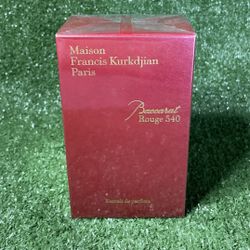 Maison
Francis Kurkdjian
Paris
Baccarat
Rouge 540
Extrait de parfum